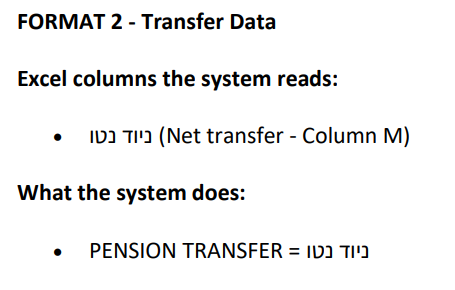 FORMAT 2 - Transfer Data
Excel columns the system reads:
• ניוד נטו (Net transfer - Column M)
What the system does:
• PENSION TRANSFER = ניוד נטו